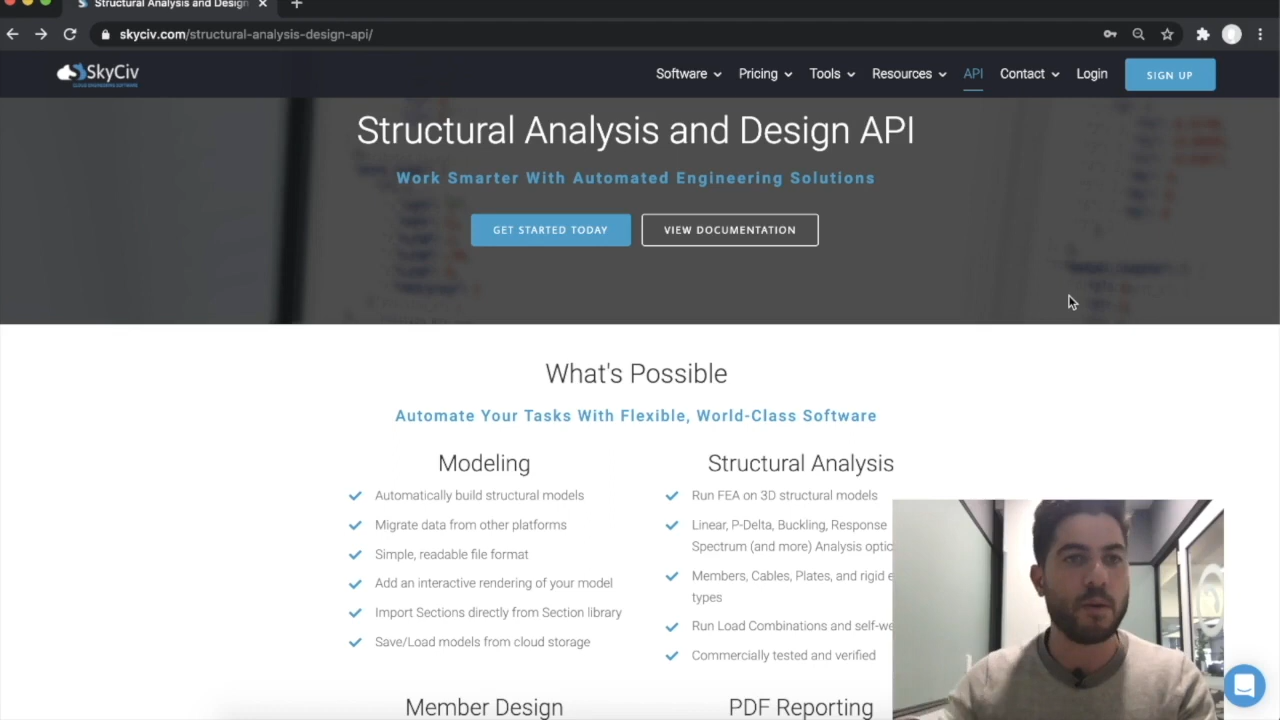 Structural Analysis and Design
skyciv.com/structural-analysis-design-api/
SkyCiv
CLOUD ENGINEERING SOFTWARE
Software Pricing Tools Resources API Contact Login SIGN UP
Structural Analysis and Design API
Work Smarter With Automated Engineering Solutions
GET STARTED TODAY VIEW DOCUMENTATION
What's Possible
Automate Your Tasks With Flexible, World-Class Software
Modeling
Automatically build structural models
Migrate data from other platforms
Simple, readable file format
Add an interactive rendering of your model
Import Sections directly from Section library
Save/Load models from cloud storage
Structural Analysis
Run FEA on 3D structural models
Linear, P-Delta, Buckling, Response
Spectrum (and more) Analysis optic
Members, Cables, Plates, and rigid e
types
Run Load Combinations and self-we
Commercially tested and verified
Member Design
PDF Reporting